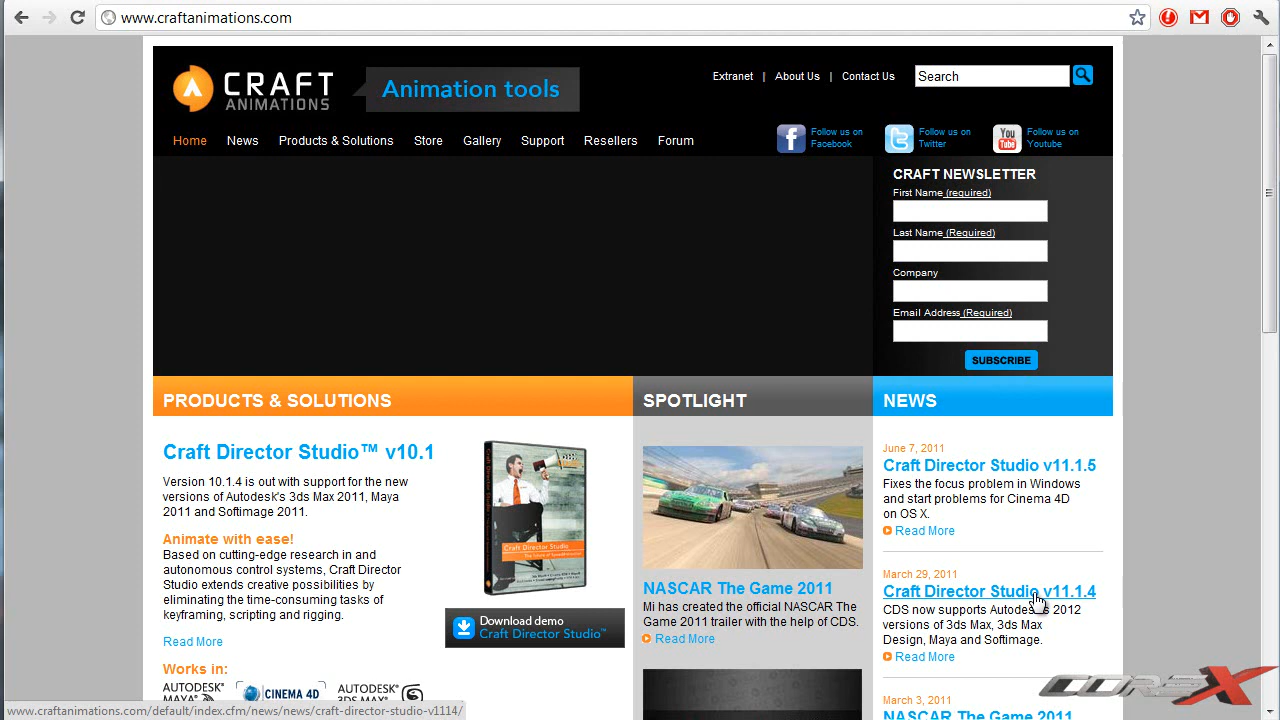 www.craftanimations.com
CRAFT
ANIMATIONS
Animation tools
Extranet | About Us | Contact Us
Search
Home News Products & Solutions Store Gallery Support Resellers Forum
Follow us on
Facebook
Follow us on
Twitter
You
Tube
Follow us on
Youtube
CRAFT NEWSLETTER
First Name (required)
Last Name (Required)
Company
Email Address (Required)
SUBSCRIBE
PRODUCTS & SOLUTIONS
Craft Director Studio™ v10.1
Version 10.1.4 is out with support for the new
versions of Autodesk's 3ds Max 2011, Maya
2011 and Softimage 2011.
Animate with ease!
Based on cutting-edge research in and
autonomous control systems, Craft Director
Studio extends creative possibilities by
eliminating the time-consuming tasks of
keyframing, scripting and rigging.
Read More
Works in:
AUTODESK
MAYA
CINEMA 4D
AUTODESK
3DS MAX
Craft Director Studio
Download demo
Craft Director Studio™
SPOTLIGHT
NASCAR The Game 2011
Mi has created the official NASCAR The
Game 2011 trailer with the help of CDS.
Read More
NEWS
June 7, 2011
Craft Director Studio v11.1.5
Fixes the focus problem in Windows
and start problems for Cinema 4D
on OS X.
Read More
March 29, 2011
Craft Director Studio v11.1.4
CDS now supports Autodesk's 2012
versions of 3ds Max, 3ds Max
Design, Maya and Softimage.
Read More
March 3, 2011
NASCAR The Game 2011
www.craftanimations.com/default/index/custom/news/news/craft-director-studio-v1114/
COREX